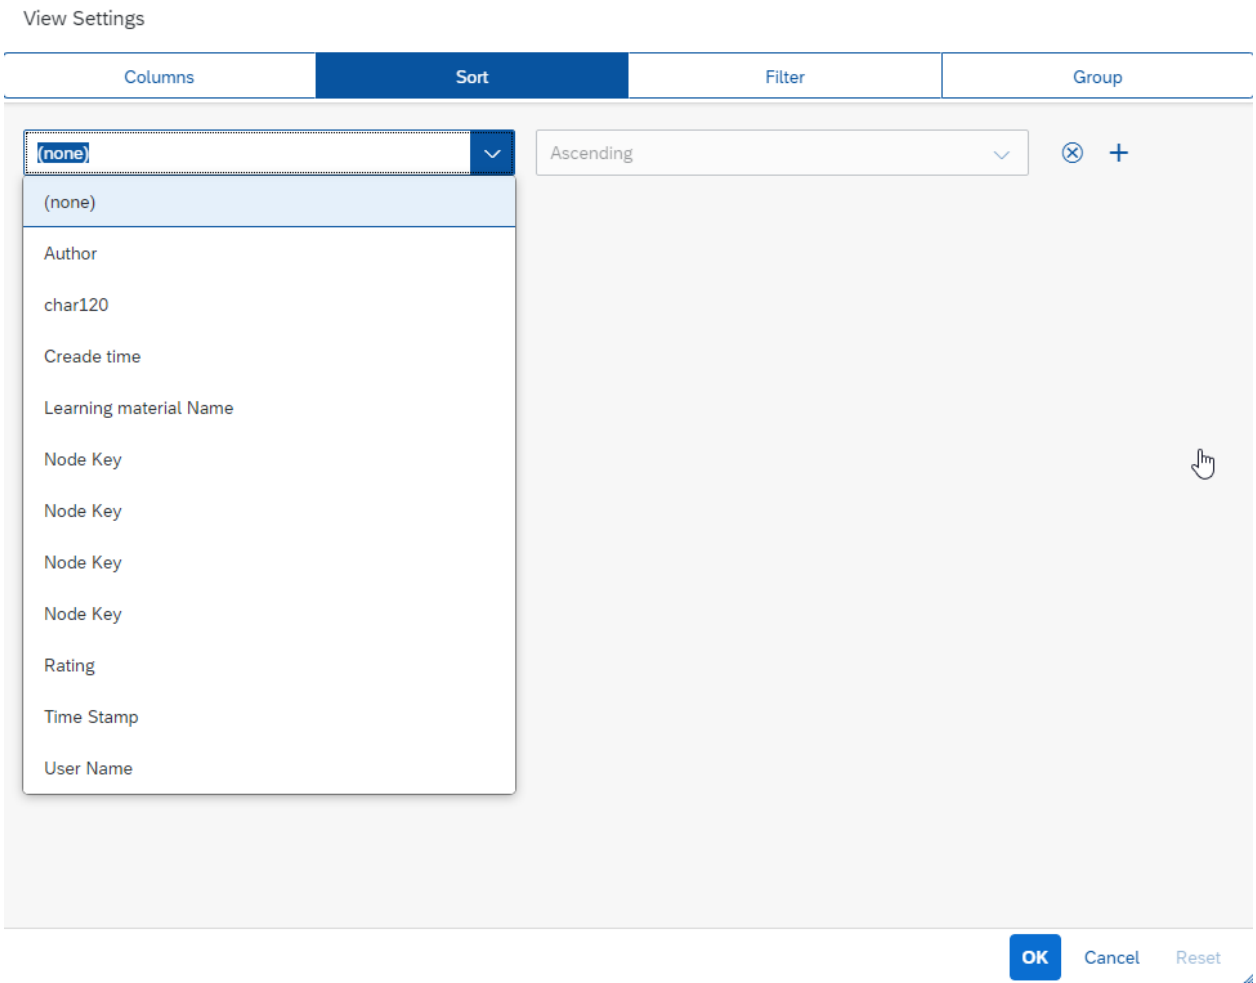 View Settings
Columns Sort Filter Group
(none) Ascending
(none)
Author
char120
Creade time
Learning material Name
Node Key
Node Key
Node Key
Node Key
Rating
Time Stamp
User Name
OK Cancel Reset